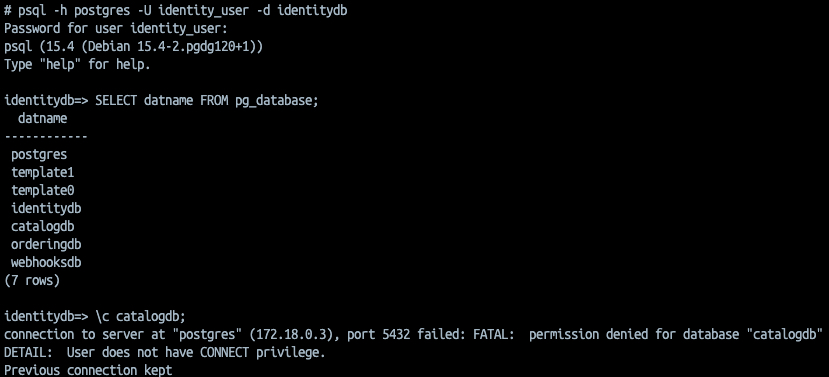 # psql -h postgres -U identity_user -d identitydb
Password for user identity_user:
psql (15.4 (Debian 15.4-2.pgdg120+1))
Type "help" for help.

identitydb=> SELECT datname FROM pg_database;
  datname
------------
 postgres
 template1
 template0
 identitydb
 catalogdb
 orderingdb
 webhooksdb
(7 rows)

identitydb=> \c catalogdb;
connection to server at "postgres" (172.18.0.3), port 5432 failed: FATAL:  permission denied for database "catalogdb"
DETAIL:  User does not have CONNECT privilege.
Previous connection kept